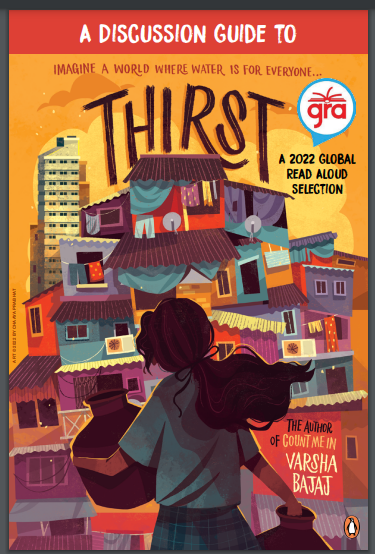 A DISCUSSION GUIDE TO
IMAGINE A WORLD WHERE WATER IS FOR EVERYONE...
THIRST
gra
A 2022 GLOBAL
READ ALOUD
SELECTION
THE AUTHOR
OF COUNT ME IN
VARSHA
BAJAJ